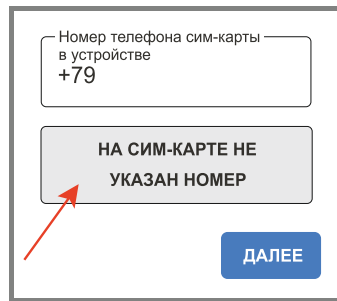 Номер телефона сим-карты
в устройстве
+79
НА СИМ-КАРТЕ НЕ
УКАЗАН НОМЕР
ДАЛЕЕ